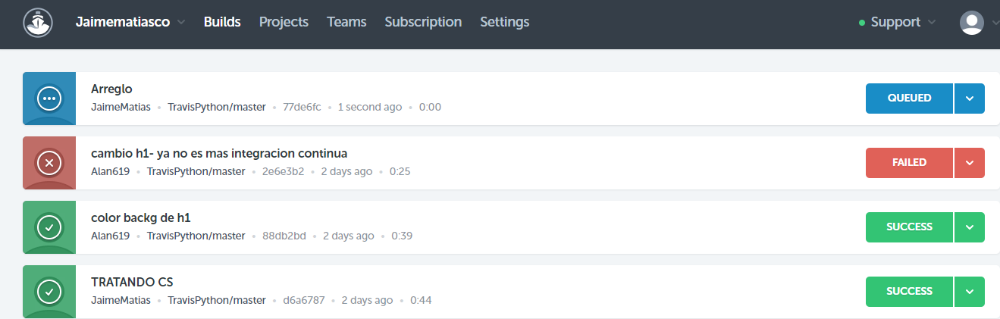 Jaimematiasco Builds Projects Teams Subscription Settings Support
Arreglo
JaimeMatias • TravisPython/master • 77de6fc • 1 second ago • 0:00
QUEUED
cambio h1- ya no es mas integracion continua
Alan619 • TravisPython/master • 2e6e3b2 • 2 days ago • 0:25
FAILED
color backg de h1
Alan619 • TravisPython/master • 88db2bd • 2 days ago • 0:39
SUCCESS
TRATANDO CS
JaimeMatias • TravisPython/master • d6a6787 • 2 days ago • 0:44
SUCCESS